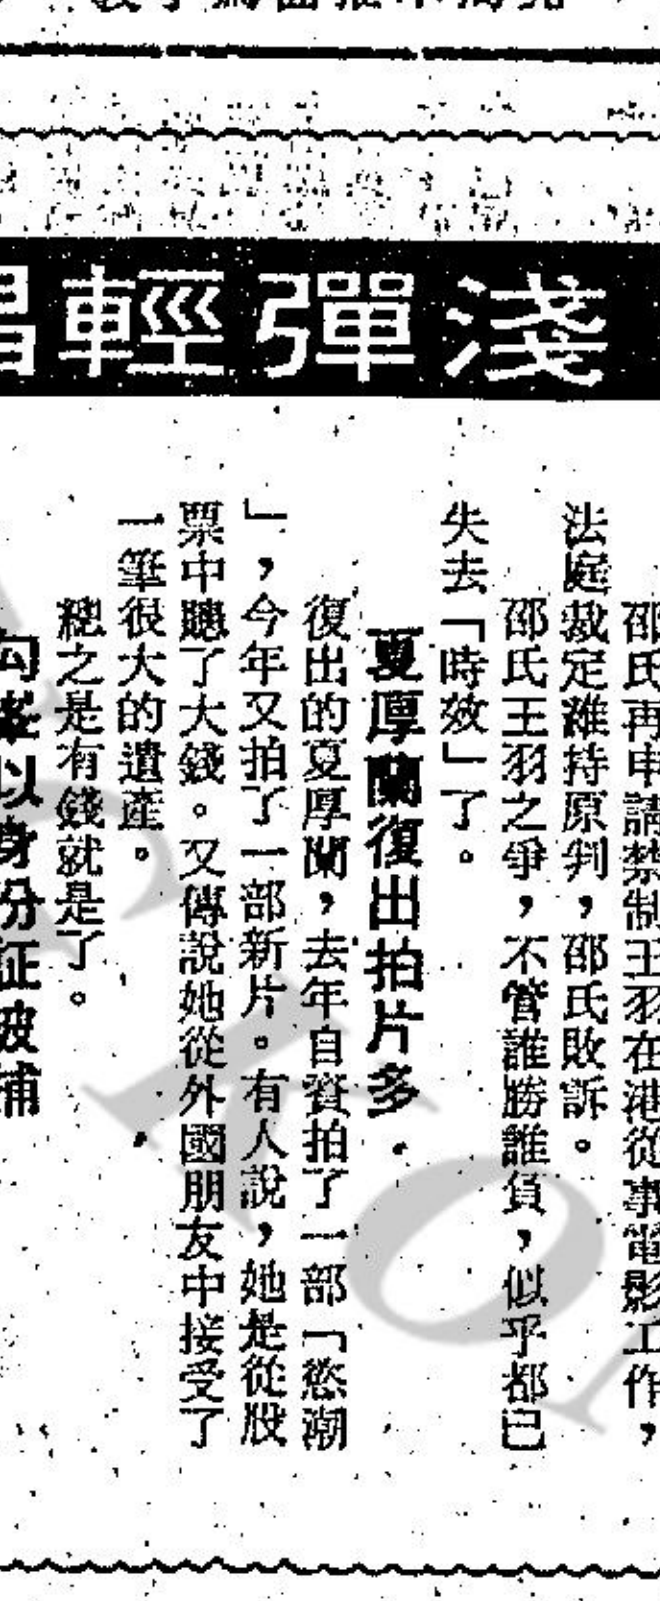 淺彈輕唱
邵氏再申請禁制王羽在港從事電影工作，
法庭裁定維持原判，邵氏敗訴。
邵氏王羽之爭，不管誰勝誰負，似乎都已
失去「時效」了。
夏厚蘭復出拍片多
復出的夏厚蘭，去年自資拍了一部「慾潮
」，今年又拍了一部新片。有人說，她是從股
票中賺了大錢。又傳說她從外國朋友中接受了
一筆很大的遺產。
總之是有錢就是了。
以身份証被補